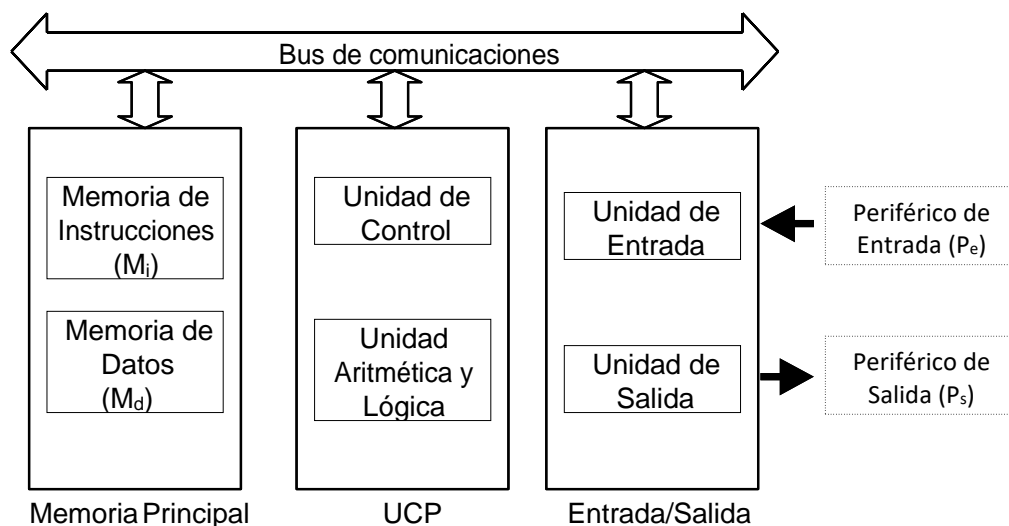 Bus de comunicaciones
Memoria de
Instrucciones
(Mi)
Memoria de
Datos
(Md)
Memoria Principal
Unidad de
Control
Unidad
Aritmética y
Lógica
UCP
Unidad de
Entrada
Unidad de
Salida
Entrada/Salida
Periférico de
Entrada (Pe)
Periférico de
Salida (Ps)